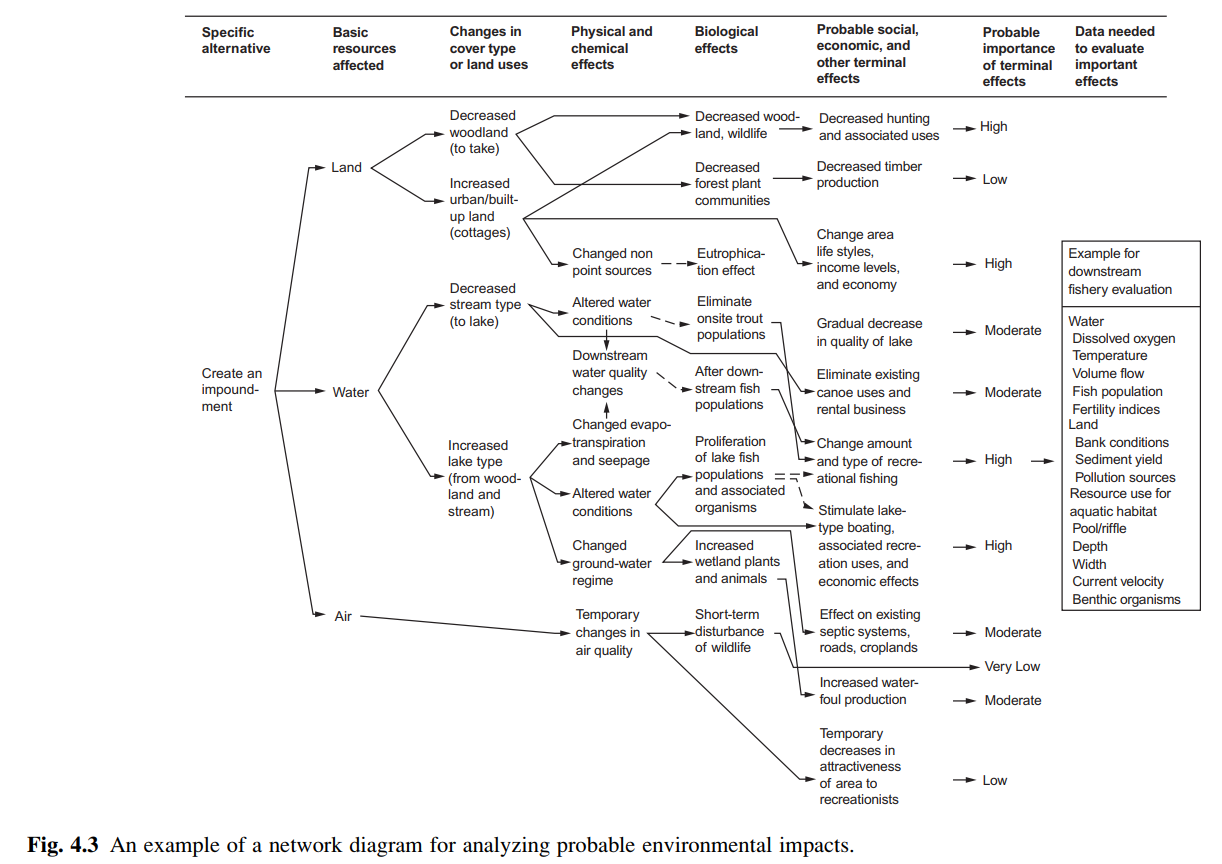 Specific
alternative
Basic
resources
affected
Changes in
cover type
or land uses
Physical and
chemical
effects
Biological
effects
Probable social,
economic, and
other terminal
effects
Probable
importance
of terminal
effects
Data needed
to evaluate
important
effects
Create an
impound-
ment
Land
Water
Air
Decreased
woodland
(to take)
Increased
urban/built-
up land
(cottages)
Decreased
stream type
(to lake)
Increased
lake type
(from wood-
land and
stream)
Changed non
point sources
Altered water
conditions
Downstream
water quality
changes
Changed evapo-
transpiration
and seepage
Altered water
conditions
Changed
ground-water
regime
Temporary
changes in
air quality
Decreased wood-
land, wildlife
Decreased
forest plant
communities
Eutrophica-
tion effect
Eliminate
onsite trout
populations
After down-
stream fish
populations
Proliferation
of lake fish
populations
and associated
organisms
Increased
wetland plants
and animals
Short-term
disturbance
of wildlife
Decreased hunting
and associated uses
Decreased timber
production
Change area
life styles,
income levels,
and economy
Gradual decrease
in quality of lake
Eliminate existing
canoe uses and
rental business
Change amount
and type of recre-
ational fishing
Stimulate lake-
type boating,
associated recre-
ation uses, and
economic effects
Effect on existing
septic systems,
roads, croplands
Increased water-
foul production
Temporary
decreases in
attractiveness
of area to
recreationists
High
Low
High
Moderate
Moderate
High
High
Moderate
Very Low
Moderate
Low
Example for
downstream
fishery evaluation
Water
Dissolved oxygen
Temperature
Volume flow
Fish population
Fertility indices
Land
Bank conditions
Sediment yield
Pollution sources
Resource use for
aquatic habitat
Pool/riffle
Depth
Width
Current velocity
Benthic organisms
Fig. 4.3 An example of a network diagram for analyzing probable environmental impacts.